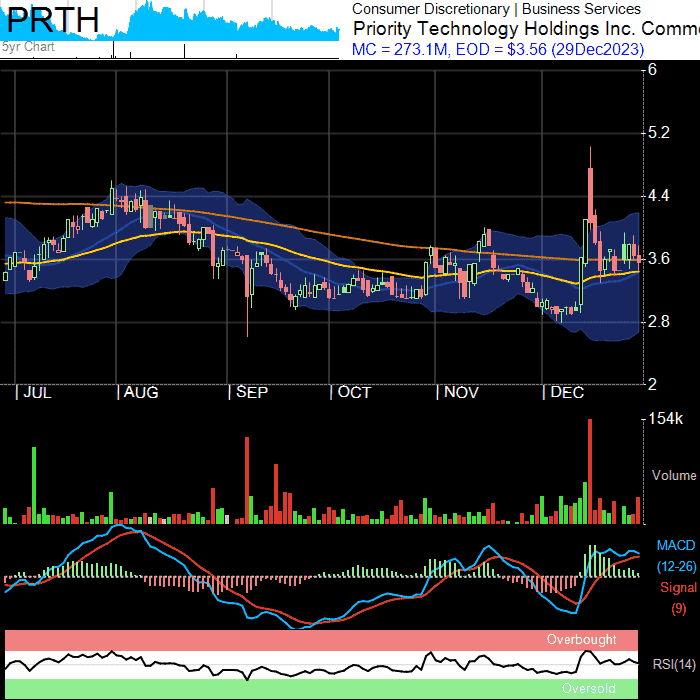 PRTH
Consumer Discretionary | Business Services
Priority Technology Holdings Inc. Comm
5yr Chart
MC = 273.1M, EOD = $3.56 (29Dec2023)
6
5.2
4.4
3.6
2.8
2
| JUL | AUG | SEP | OCT | NOV | DEC
154k
Volume
MACD
(12-26)
Signal
(9)
Overbought
RSI(14)
Oversold